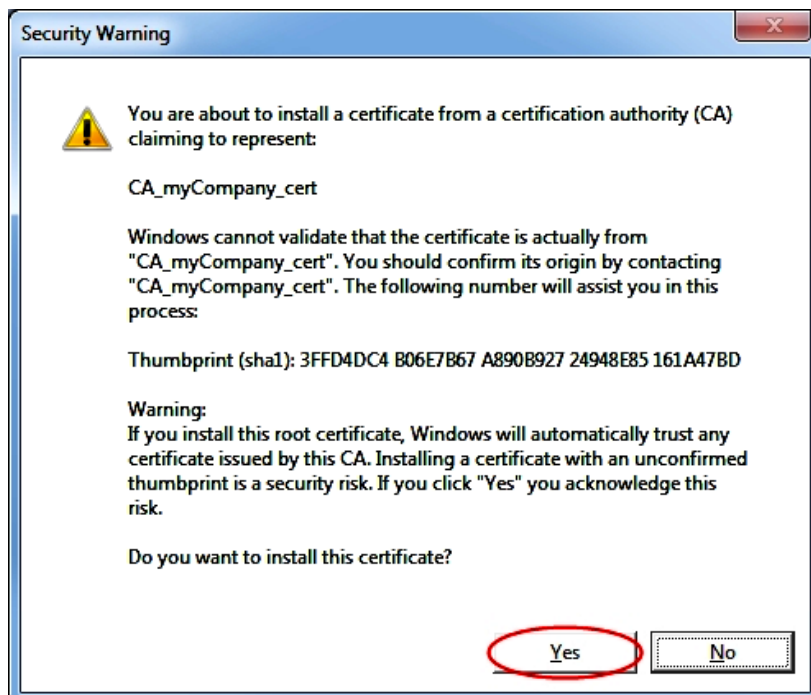 Security Warning
You are about to install a certificate from a certification authority (CA)
claiming to represent:
CA_myCompany_cert
Windows cannot validate that the certificate is actually from
"CA_myCompany_cert". You should confirm its origin by contacting
"CA_myCompany_cert". The following number will assist you in this
process:
Thumbprint (sha1): 3FFD4DC4 B06E7B67 A890B927 24948E85 161A47BD
Warning:
If you install this root certificate, Windows will automatically trust any
certificate issued by this CA. Installing a certificate with an unconfirmed
thumbprint is a security risk. If you click "Yes" you acknowledge this
risk.
Do you want to install this certificate?
Yes
No